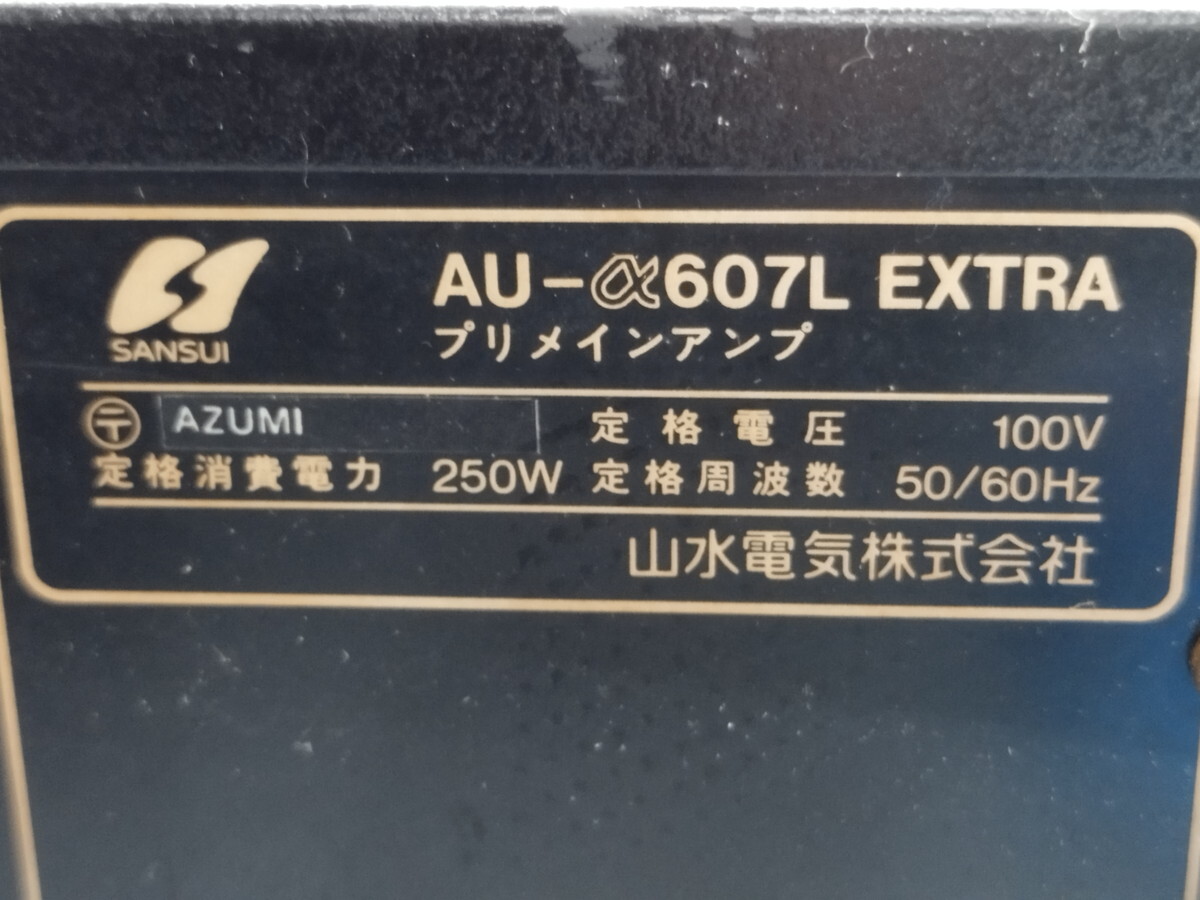 SANSUI
AU-α607L EXTRA
プリメインアンプ
〒 AZUMI 定格電圧 100V
定格消費電力 250W 定格周波数 50/60Hz
山水電気株式会社